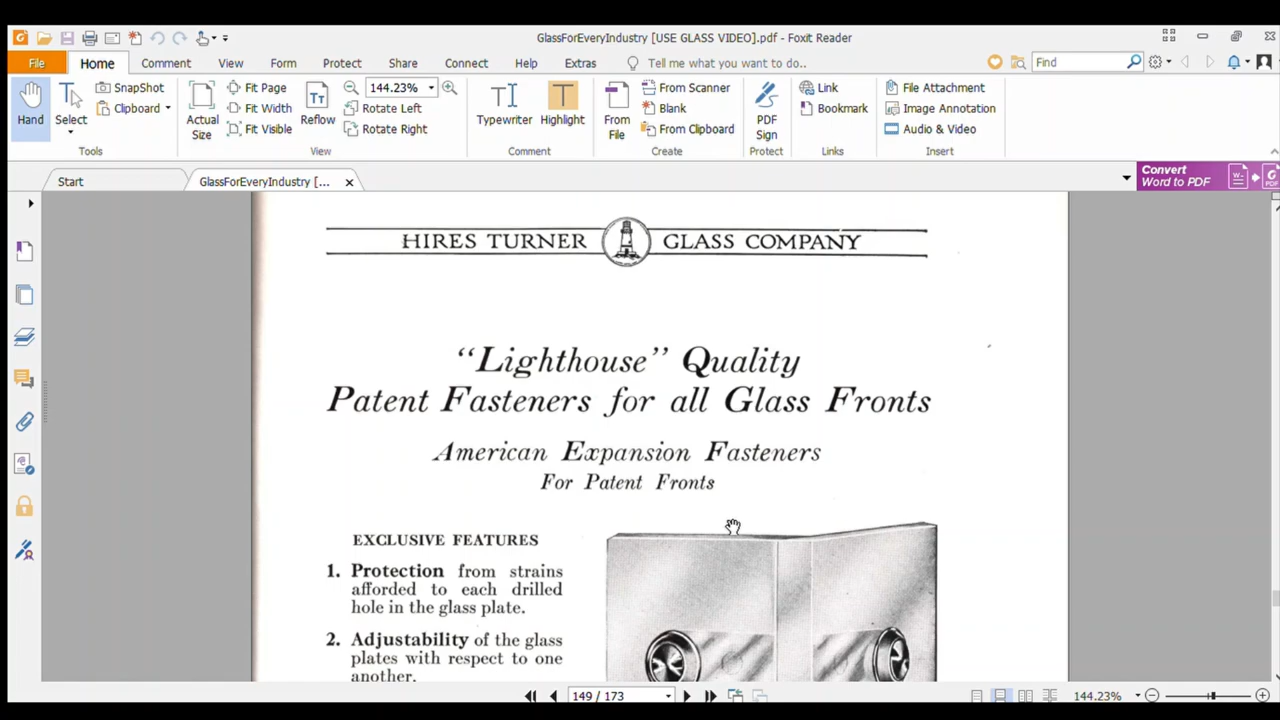 GlassForEveryIndustry [USE GLASS VIDEO].pdf - Foxit Reader
File Home Comment View Form Protect Share Connect Help Extras Tell me what you want to do.. Find
Hand
Select
SnapShot
Clipboard
Tools
Actual
Size
Fit Page
Fit Width
Fit Visible
Reflow
144.23%
Rotate Left
Rotate Right
View
Typewriter
Highlight
Comment
From
File
From Scanner
Blank
From Clipboard
Create
PDF
Sign
Protect
Link
Bookmark
Links
File Attachment
Image Annotation
Audio & Video
Insert
Start
GlassForEveryIndustry [...
Convert
Word to PDF
HIRES TURNER GLASS COMPANY
“Lighthouse” Quality
Patent Fasteners for all Glass Fronts
American Expansion Fasteners
For Patent Fronts
EXCLUSIVE FEATURES
1. Protection from strains
afforded to each drilled
hole in the glass plate.
2. Adjustability of the glass
plates with respect to one
another.
149 / 173
144.23%